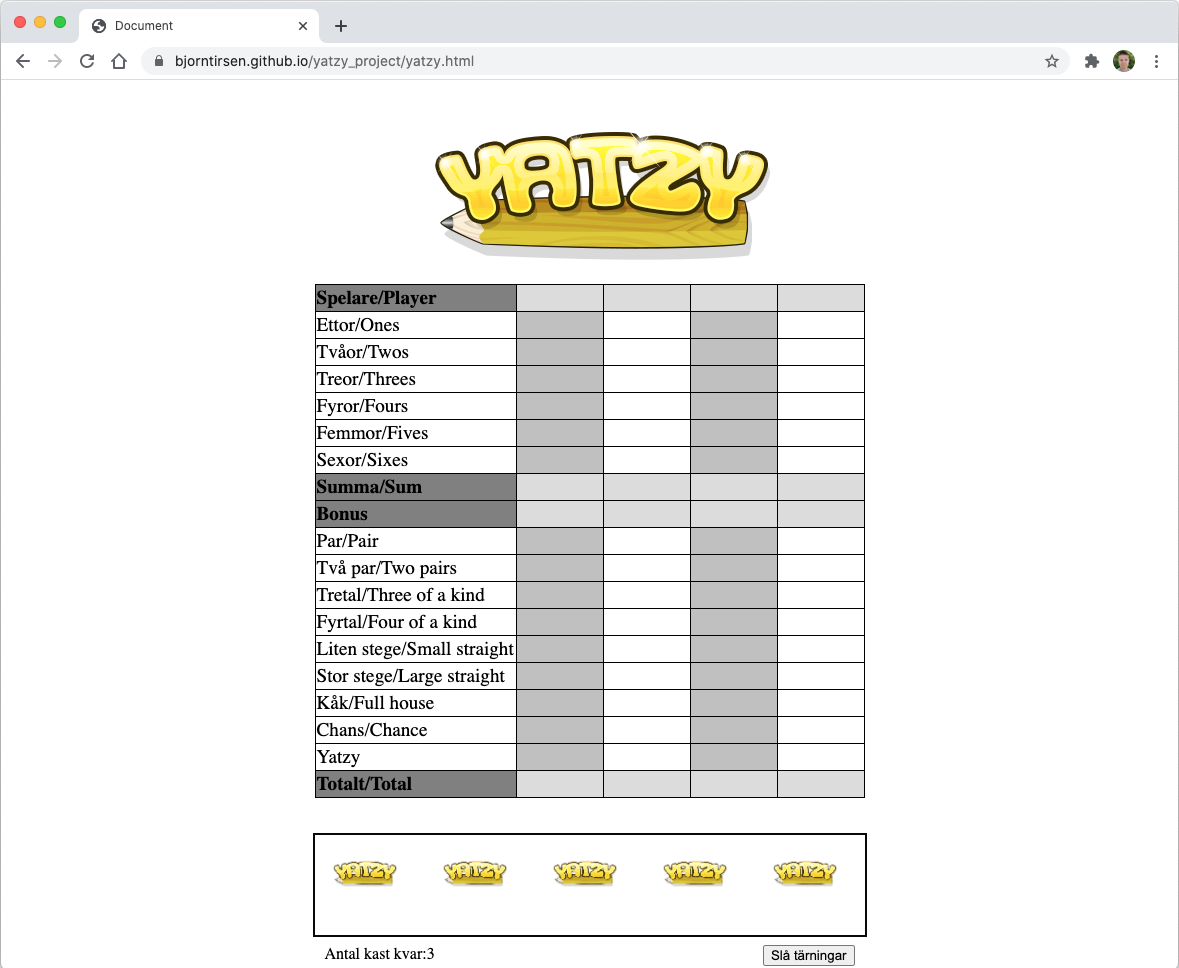 Document
bjorntirsen.github.io/yatzy_project/yatzy.html
YATZY
Spelare/Player
Ettor/Ones
Tvåor/Twos
Treor/Threes
Fyror/Fours
Femmor/Fives
Sexor/Sixes
Summa/Sum
Bonus
Par/Pair
Två par/Two pairs
Tretal/Three of a kind
Fyrtal/Four of a kind
Liten stege/Small straight
Stor stege/Large straight
Kåk/Full house
Chans/Chance
Yatzy
Totalt/Total
YATZY YATZY YATZY YATZY YATZY
Antal kast kvar:3 Slå tärningar